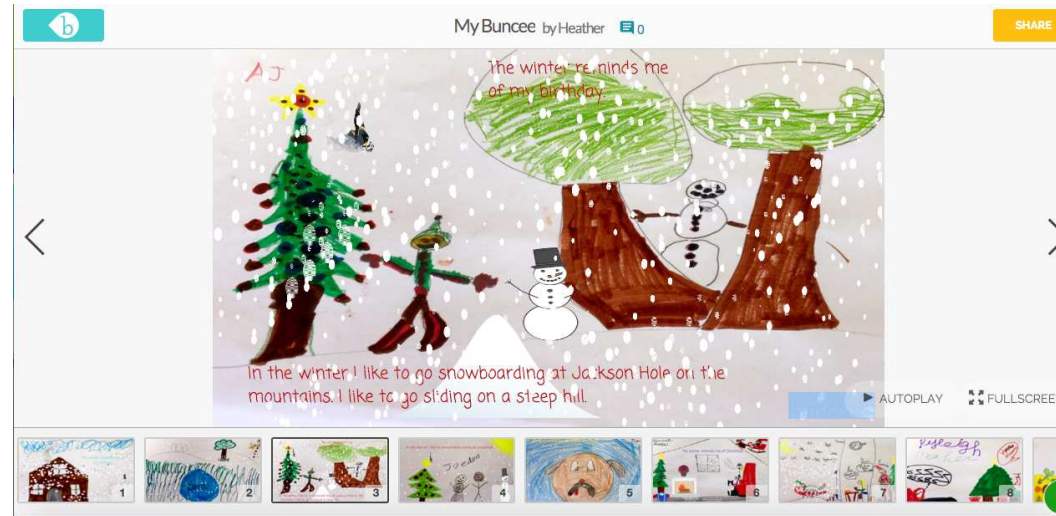 b
My Buncee by Heather 0
SHARE
AJ
The winter reminds me
of my birthday.
In the winter I like to go snowboarding at Jackson Hole on the
mountains. I like to go sliding on a steep hill.
AUTOPLAY FULLSCREE
1 2 3 4 5 6 7 8
Jaeden